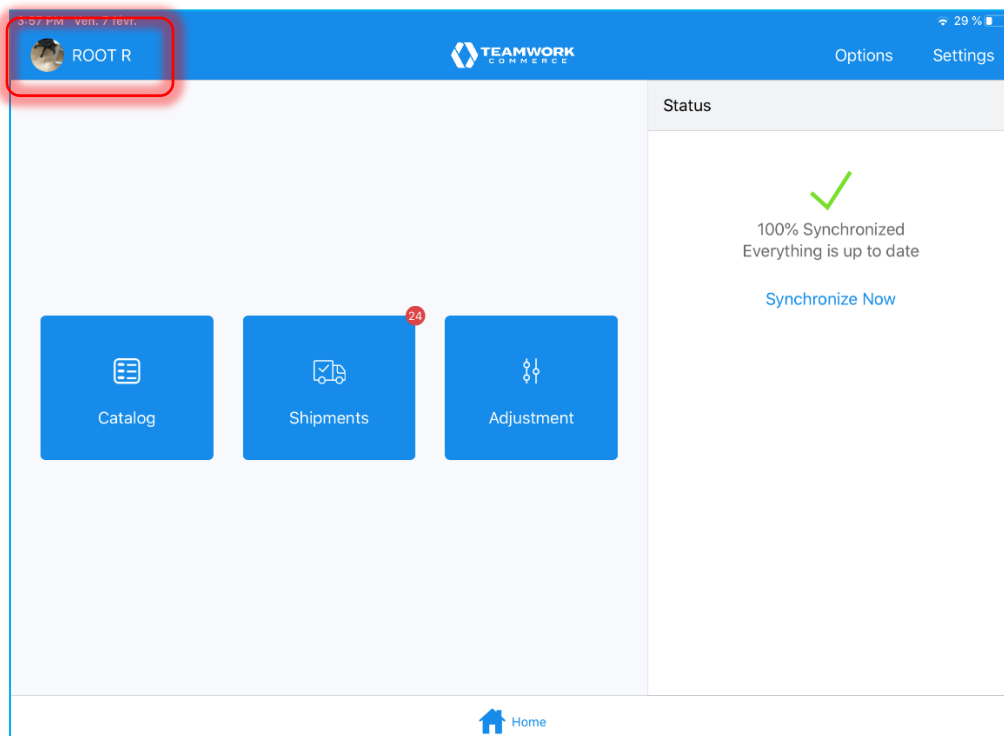 3:57 PM Ven. 7 févr.
29 %
ROOT R
TEAMWORK
COMMERCE
Options
Settings
Status
100% Synchronized
Everything is up to date
Synchronize Now
24
Catalog
Shipments
Adjustment
Home